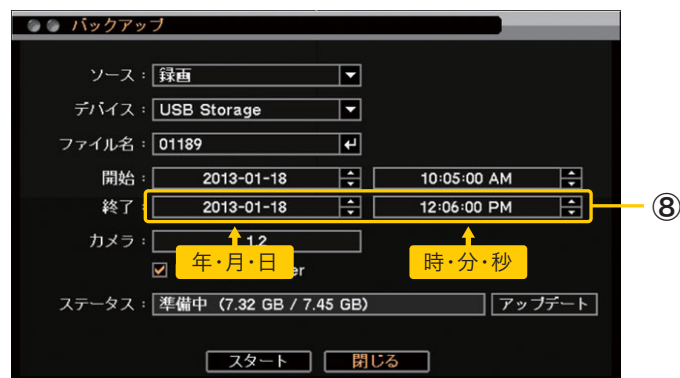 バックアップ
ソース : 録画
デバイス : USB Storage
ファイル名 : 01189
開始 : 2013-01-18 10:05:00 AM
終了 : 2013-01-18 12:06:00 PM
⑧
カメラ : 1,2
年・月・日
時・分・秒
ステータス : 準備中 (7.32 GB / 7.45 GB) アップデート
スタート 閉じる